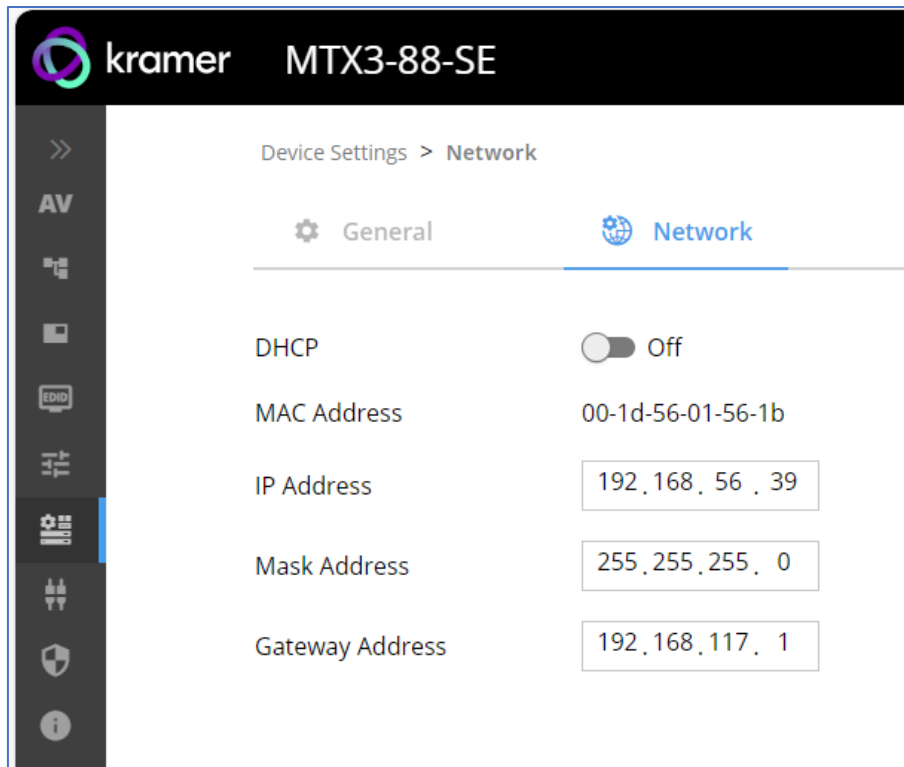 kramer MTX3-88-SE
Device Settings > Network
AV
General Network
DHCP Off
EDID
MAC Address 00-1d-56-01-56-1b
IP Address 192.168.56.39
Mask Address 255.255.255.0
Gateway Address 192.168.117.1